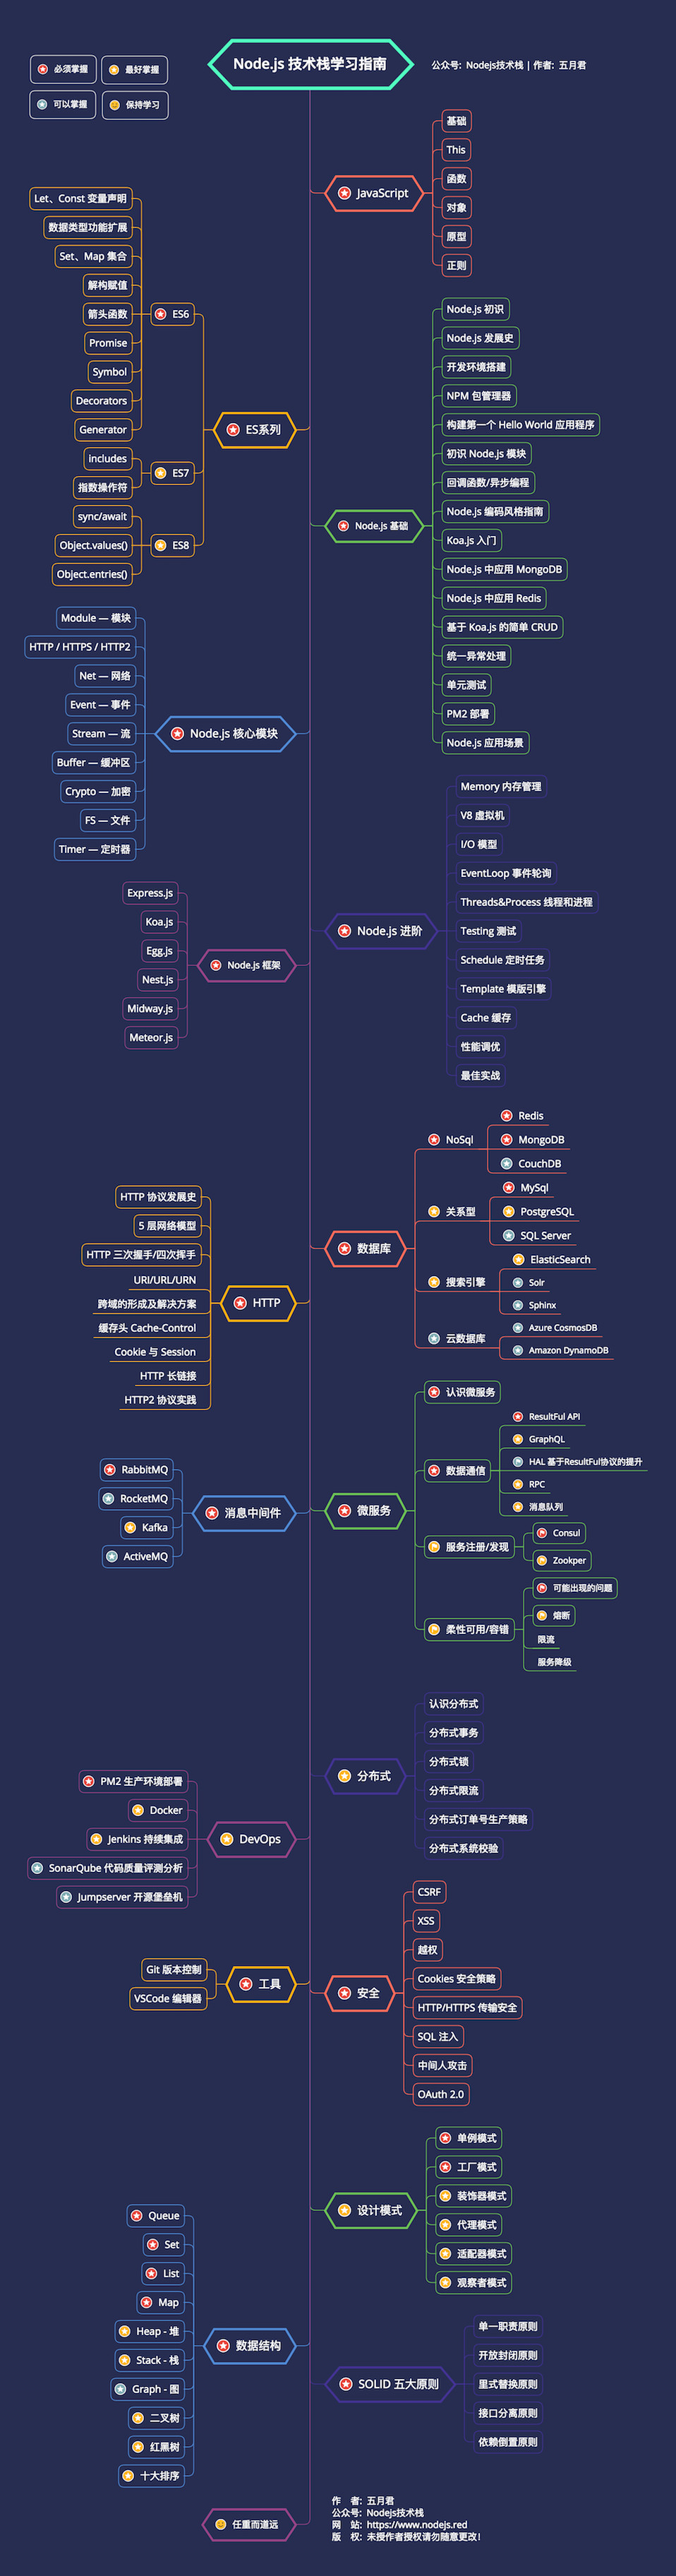 Node.js 技术栈学习指南
公众号: Nodejs技术栈 | 作者: 五月君
必须掌握
最好掌握
可以掌握
保持学习
JavaScript
基础
This
函数
对象
原型
正则
ES系列
ES6
Let、Const 变量声明
数据类型功能扩展
Set、Map 集合
解构赋值
箭头函数
Promise
Symbol
Decorators
Generator
ES7
includes
指数操作符
ES8
sync/await
Object.values()
Object.entries()
Node.js 基础
Node.js 初识
Node.js 发展史
开发环境搭建
NPM 包管理器
构建第一个 Hello World 应用程序
初识 Node.js 模块
回调函数/异步编程
Node.js 编码风格指南
Koa.js 入门
Node.js 中应用 MongoDB
Node.js 中应用 Redis
基于 Koa.js 的简单 CRUD
统一异常处理
单元测试
PM2 部署
Node.js 应用场景
Node.js 核心模块
Module — 模块
HTTP / HTTPS / HTTP2
Net — 网络
Event — 事件
Stream — 流
Buffer — 缓冲区
Crypto — 加密
FS — 文件
Timer — 定时器
Node.js 进阶
Memory 内存管理
V8 虚拟机
I/O 模型
EventLoop 事件轮询
Threads&Process 线程和进程
Testing 测试
Schedule 定时任务
Template 模版引擎
Cache 缓存
性能调优
最佳实战
Node.js 框架
Express.js
Koa.js
Egg.js
Nest.js
Midway.js
Meteor.js
数据库
NoSql
Redis
MongoDB
CouchDB
关系型
MySql
PostgreSQL
SQL Server
搜索引擎
ElasticSearch
Solr
Sphinx
云数据库
Azure CosmosDB
Amazon DynamoDB
HTTP
HTTP 协议发展史
5 层网络模型
HTTP 三次握手/四次挥手
URI/URL/URN
跨域的形成及解决方案
缓存头 Cache-Control
Cookie 与 Session
HTTP 长链接
HTTP2 协议实践
微服务
认识微服务
数据通信
ResultFul API
GraphQL
HAL 基于ResultFul协议的提升
RPC
消息队列
服务注册/发现
Consul
Zookper
柔性可用/容错
可能出现的问题
熔断
限流
服务降级
消息中间件
RabbitMQ
RocketMQ
Kafka
ActiveMQ
分布式
认识分布式
分布式事务
分布式锁
分布式限流
分布式订单号生产策略
分布式系统校验
DevOps
PM2 生产环境部署
Docker
Jenkins 持续集成
SonarQube 代码质量评测分析
Jumpserver 开源堡垒机
安全
CSRF
XSS
越权
Cookies 安全策略
HTTP/HTTPS 传输安全
SQL 注入
中间人攻击
OAuth 2.0
工具
Git 版本控制
VSCode 编辑器
设计模式
单例模式
工厂模式
装饰器模式
代理模式
适配器模式
观察者模式
数据结构
Queue
Set
List
Map
Heap - 堆
Stack - 栈
Graph - 图
二叉树
红黑树
十大排序
SOLID 五大原则
单一职责原则
开放封闭原则
里式替换原则
接口分离原则
依赖倒置原则
任重而道远
作 者: 五月君
公众号: Nodejs技术栈
网 站: https://www.nodejs.red
版 权: 未授作者授权请勿随意更改!